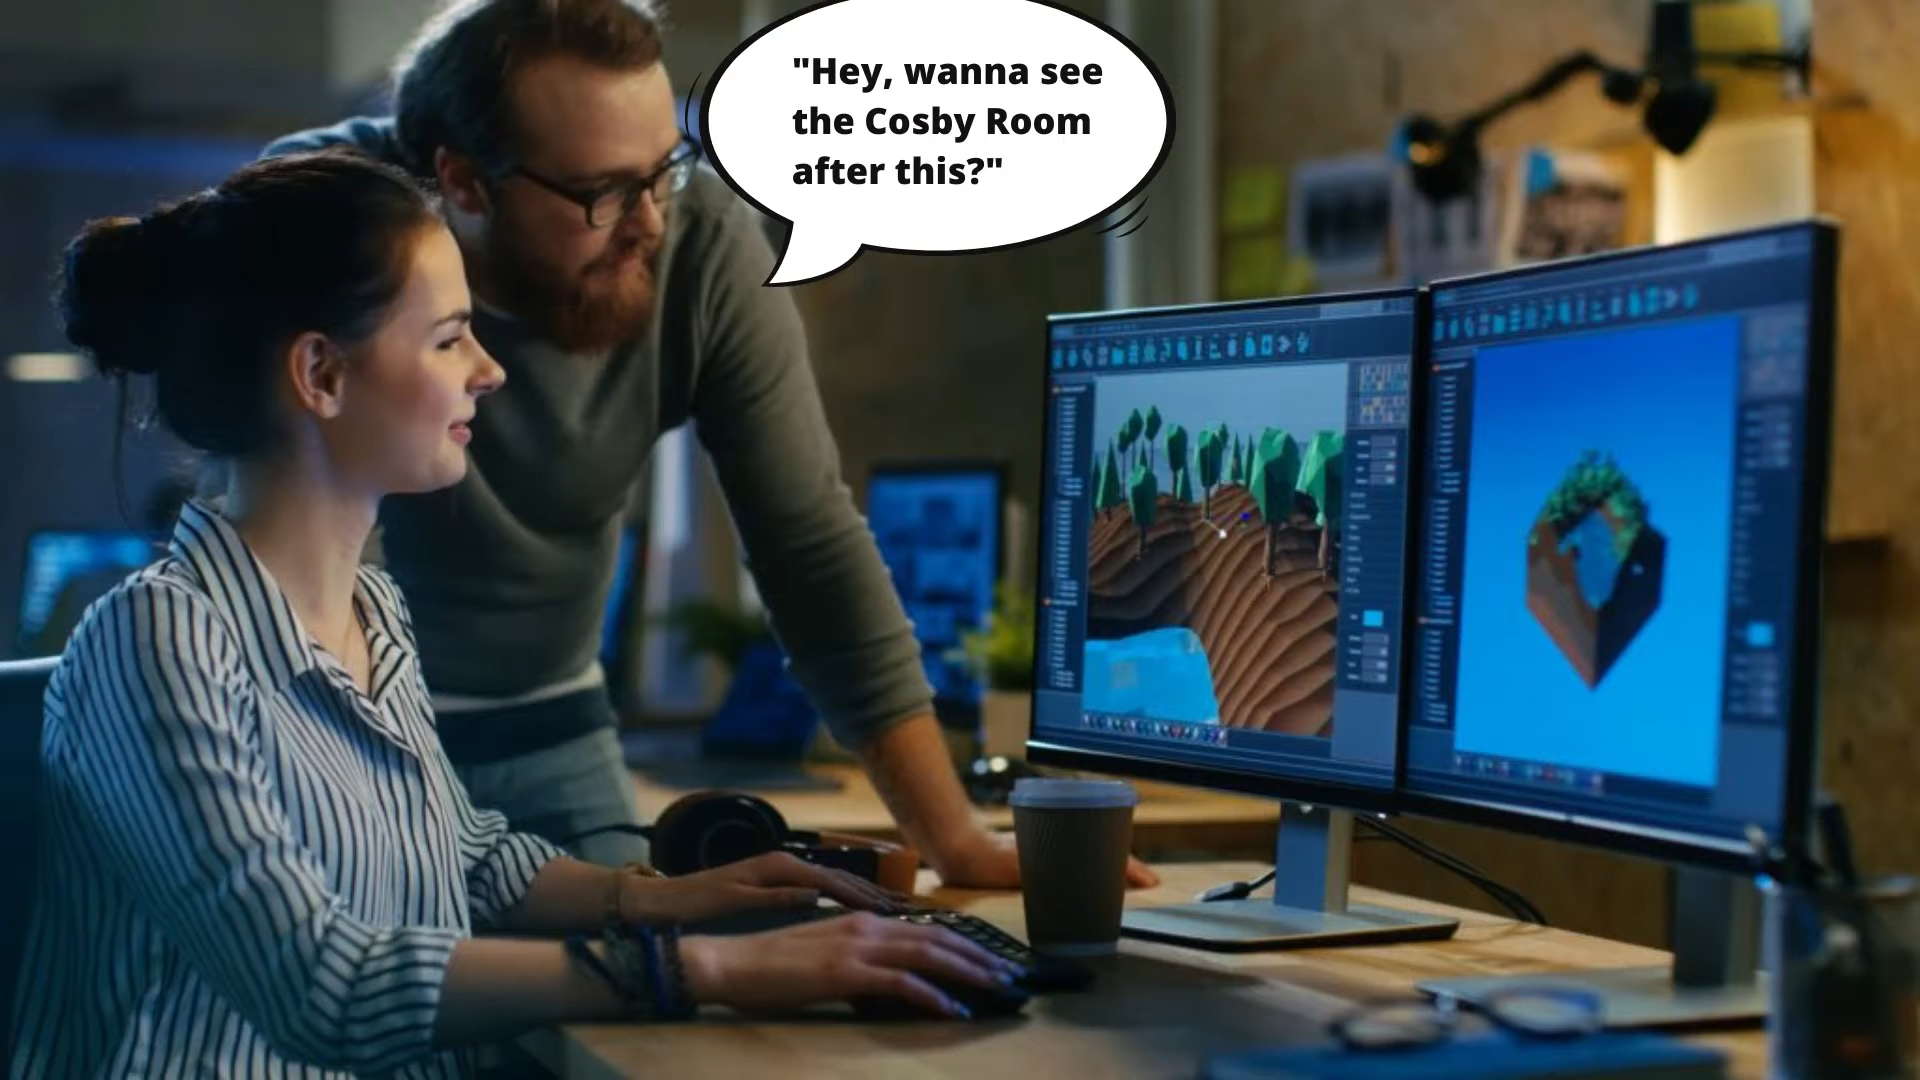 "Hey, wanna see
the Cosby Room
after this?"